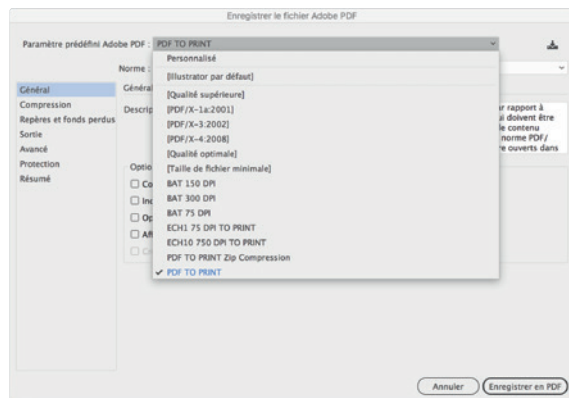 Enregistrer le fichier Adobe PDF
Paramètre prédéfini Adobe PDF : PDF TO PRINT
Norme :
Personnalisé
[Illustrator par défaut]
[Qualité supérieure]
[PDF/X-1a:2001]
[PDF/X-3:2002]
[PDF/X-4:2008]
[Qualité optimale]
[Taille de fichier minimale]
BAT 150 DPI
BAT 300 DPI
BAT 75 DPI
ECH1 75 DPI TO PRINT
ECH10 750 DPI TO PRINT
PDF TO PRINT Zip Compression
PDF TO PRINT
Général
Compression
Repères et fonds perdus
Sortie
Avancé
Protection
Résumé
Général
Descrip
ar rapport à
ui doivent être
le contenu
norme PDF/
re ouverts dans
Optio
Co
Inc
Op
Aff
Annuler
Enregistrer en PDF